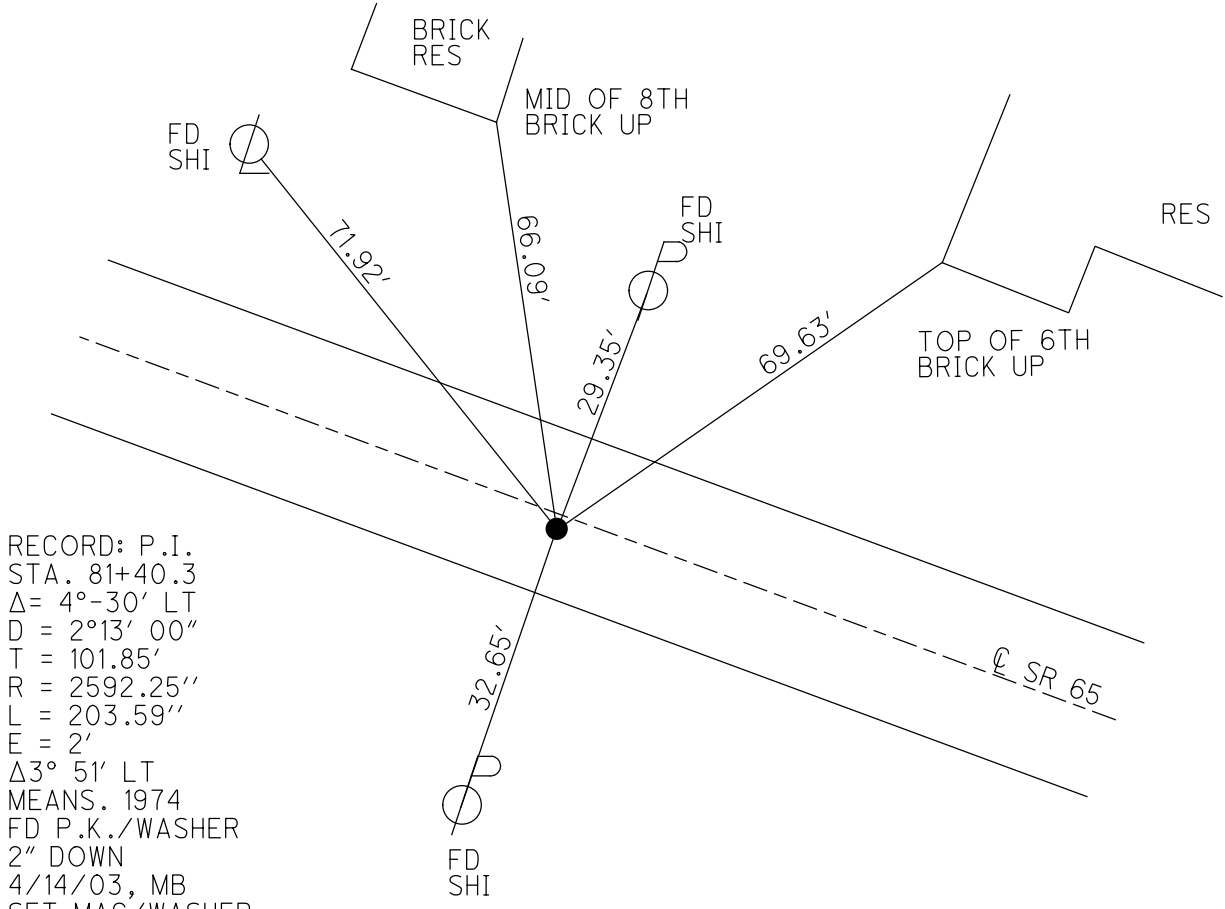 BRICK
RES
MID OF 8TH
BRICK UP
FD
SHI
FD
SHI
RES
71.92'
66.09'
29.35'
69.63'
TOP OF 6TH
BRICK UP
RECORD: P.I.
STA. 81+40.3
Δ= 4°-30' LT
D = 2°13' 00"
T = 101.85'
R = 2592.25''
L = 203.59''
E = 2'
Δ3° 51' LT
MEANS. 1974
FD P.K./WASHER
2" DOWN
4/14/03, MB
SET MAG/WASHER
32.65'
℄ SR 65
FD
SHI